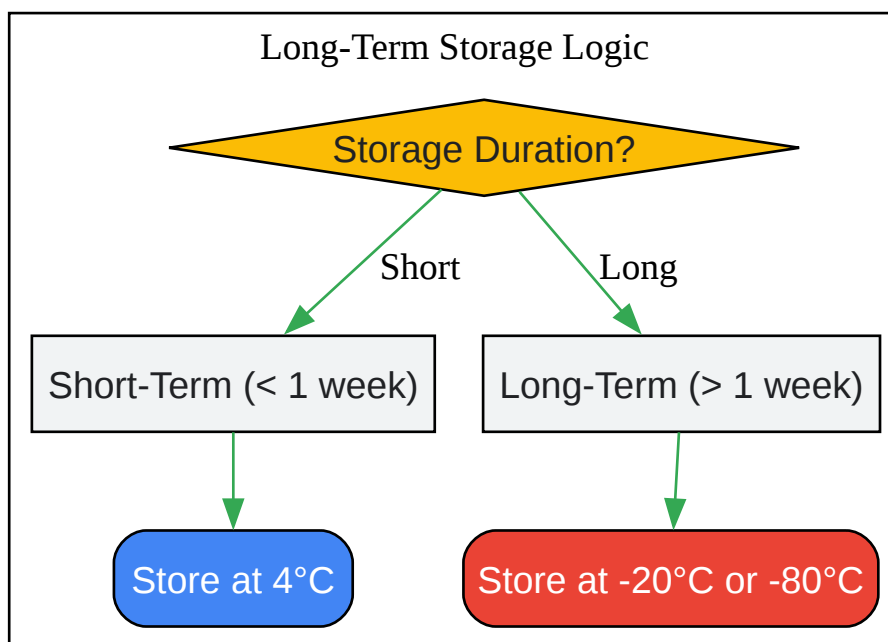 Long-Term Storage Logic
Storage Duration?
Short
Long
Short-Term (< 1 week)
Long-Term (> 1 week)
Store at 4°C
Store at -20°C or -80°C